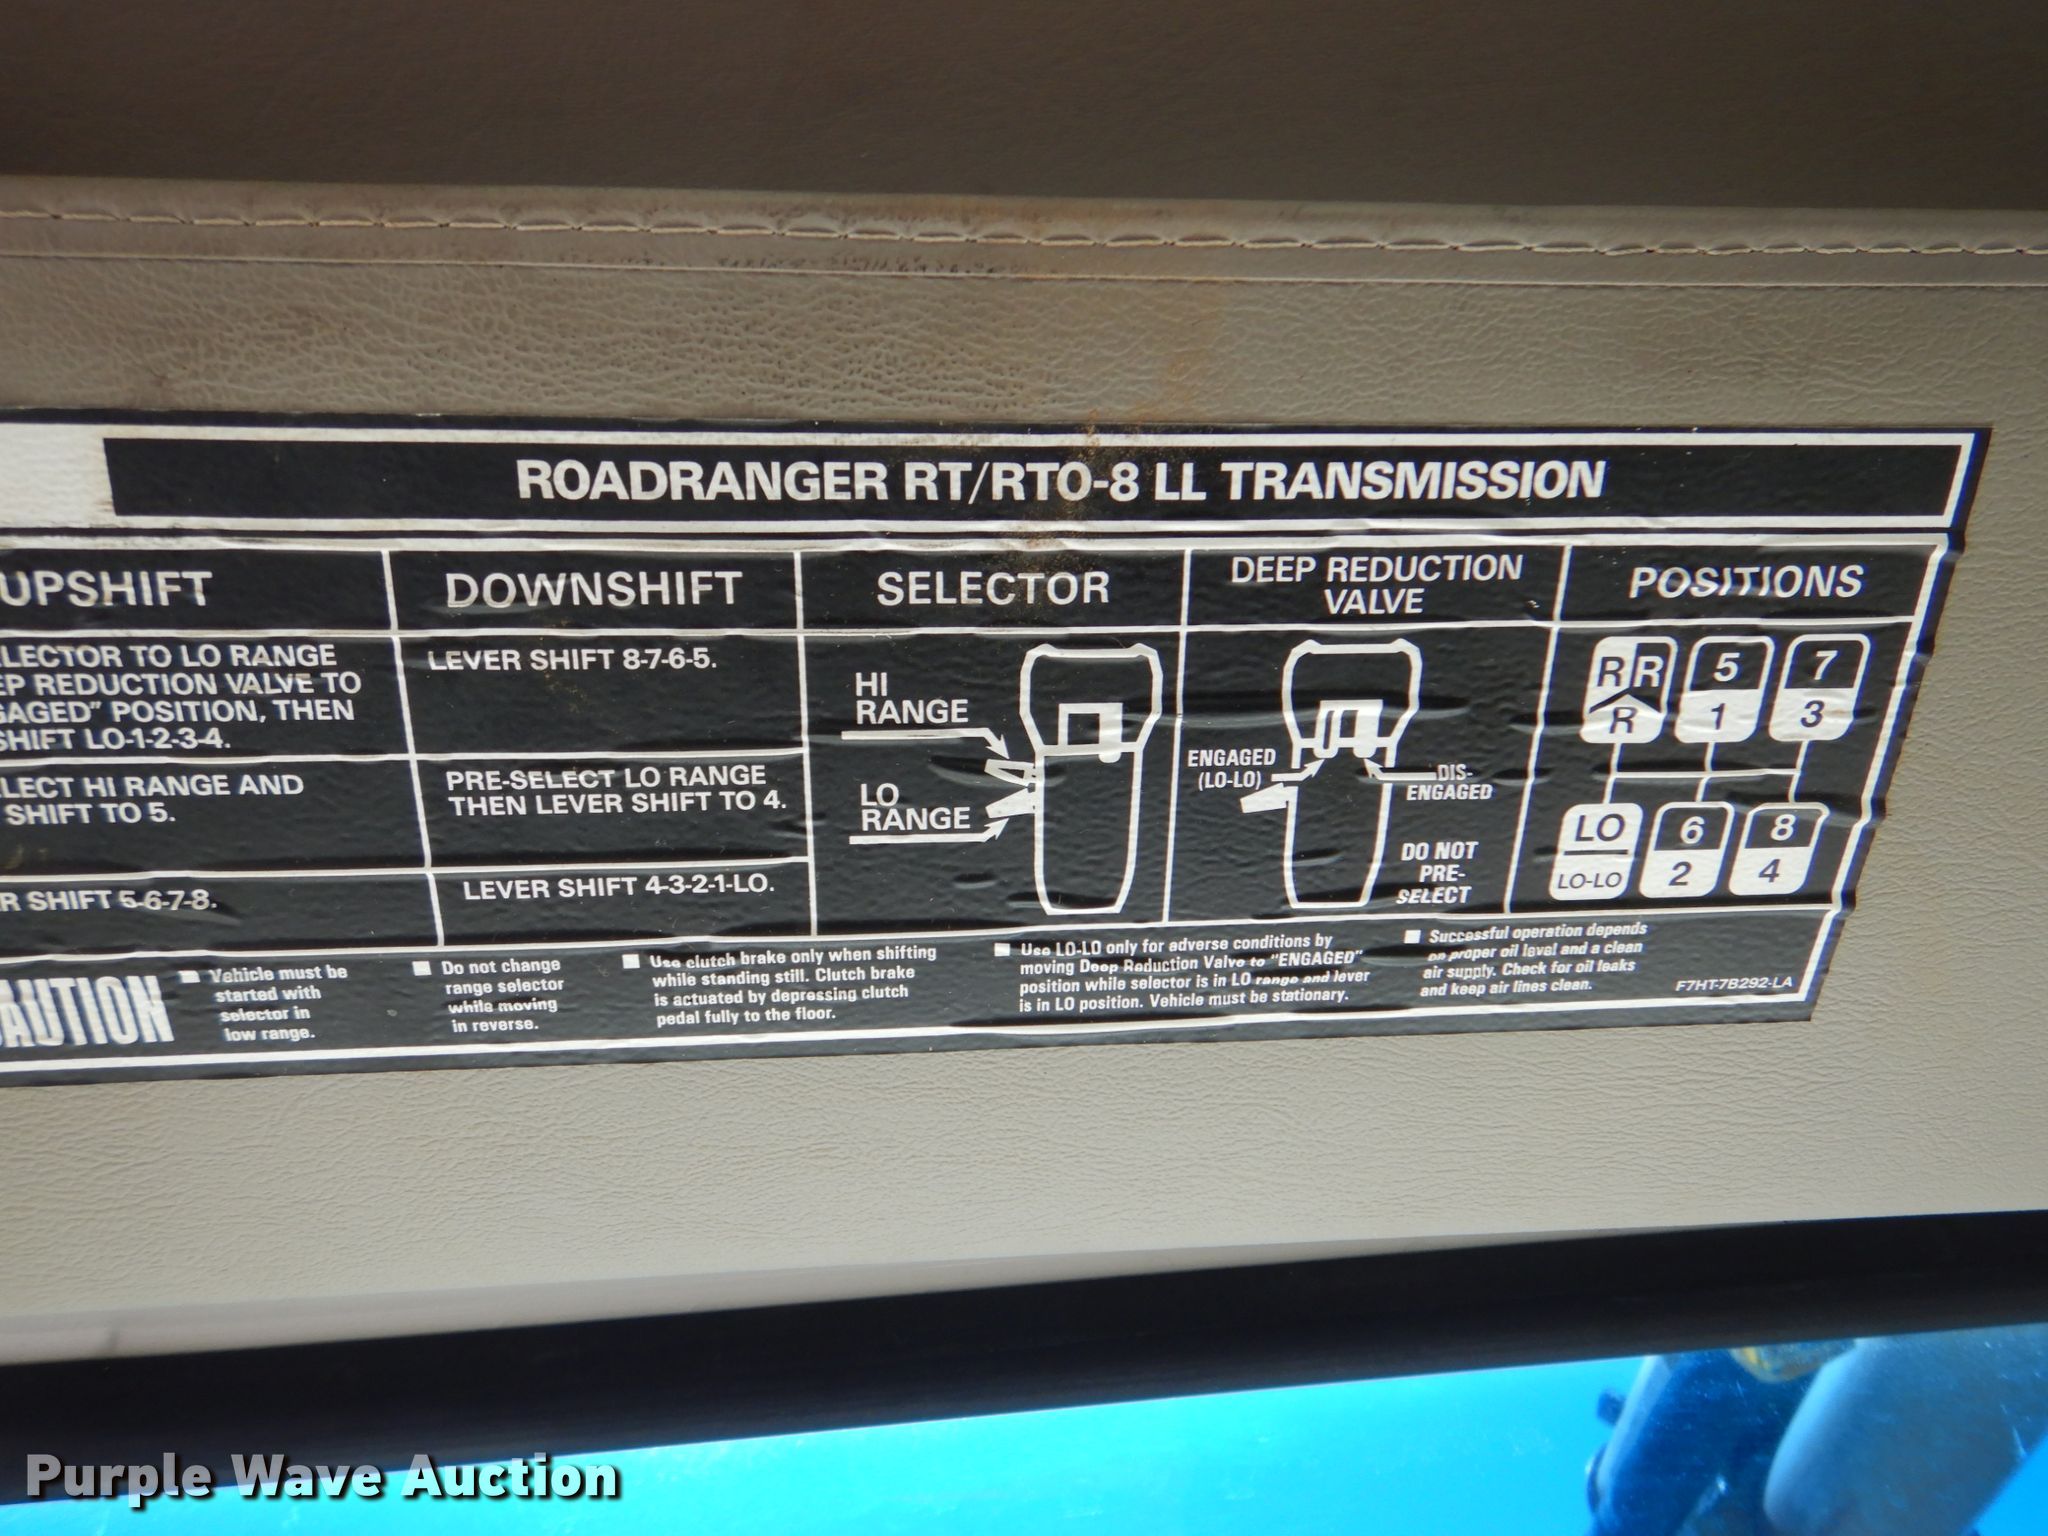 ROADRANGER RT/RTO-8 LL TRANSMISSION
UPSHIFT
TO LO RANGE
REDUCTION VALVE TO
POSITION, THEN
LO-1-2-3-4.
HI RANGE AND
SHIFT TO 5.
SHIFT 5-6-7-8.
DOWNSHIFT
LEVER SHIFT 8-7-6-5.
PRE-SELECT LO RANGE
THEN LEVER SHIFT TO 4.
LEVER SHIFT 4-3-2-1-LO.
SELECTOR
HI
RANGE
LO
RANGE
DEEP REDUCTION
VALVE
ENGAGED
(LO-LO)
DIS-
ENGAGED
DO NOT
PRE-
SELECT
POSITIONS
R R 5 7
R 1 3
LO 6 8
LO-LO 2 4
■ Vehicle must be
started with
selector in
low range.
■ Do not change
range selector
while moving
in reverse.
■ Use clutch brake only when shifting
while standing still. Clutch brake
is actuated by depressing clutch
pedal fully to the floor.
■ Use LO-LO only for adverse conditions by
moving Deep Reduction Valve to "ENGAGED"
position while selector is in LO range and lever
is in LO position. Vehicle must be stationary.
■ Successful operation depends
on proper oil level and a clean
air supply. Check for oil leaks
and keep air lines clean.
F7HT-7B292-LA
Purple Wave Auction